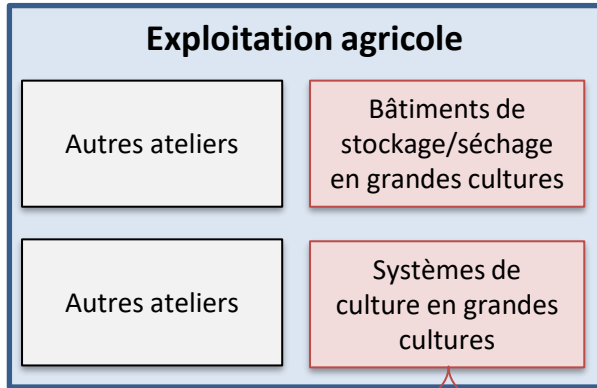 Exploitation agricole
Autres ateliers
Bâtiments de
stockage/séchage
en grandes cultures
Autres ateliers
Systèmes de
culture en grandes
cultures